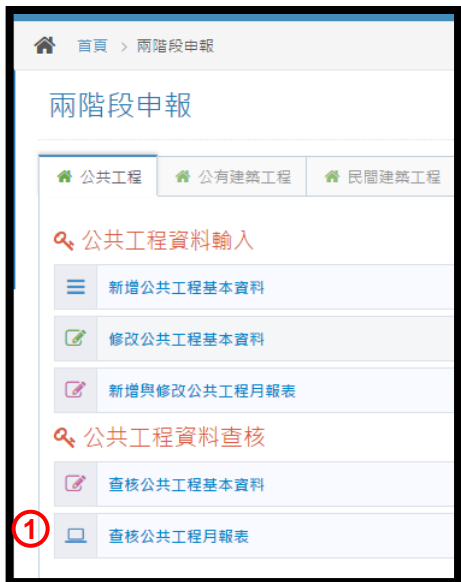 首頁 > 兩階段申報
兩階段申報
公共工程 公有建築工程 民間建築工程
公共工程資料輸入
新增公共工程基本資料
修改公共工程基本資料
新增與修改公共工程月報表
公共工程資料查核
查核公共工程基本資料
1 查核公共工程月報表